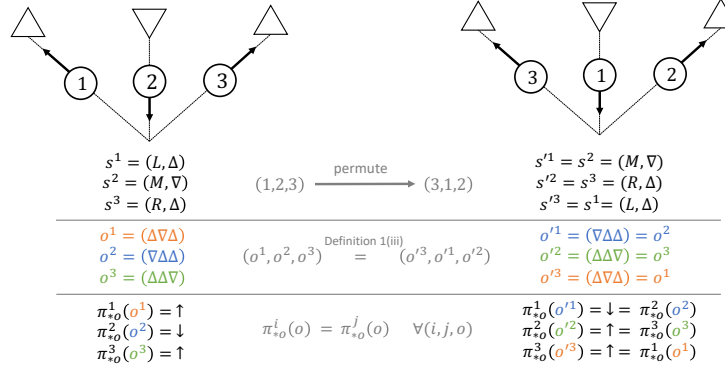 1 2 3
3 1 2
s¹ = (L, Δ)
s² = (M, ∇)
s³ = (R, Δ)
(1,2,3) permute (3,1,2)
s′¹ = s² = (M, ∇)
s′² = s³ = (R, Δ)
s′³ = s¹= (L, Δ)
o¹ = (Δ∇Δ)
o² = (∇ΔΔ)
o³ = (ΔΔ∇)
Definition 1(iii)
(o¹, o², o³) = (o′³, o′¹, o′²)
o′¹ = (∇ΔΔ) = o²
o′² = (ΔΔ∇) = o³
o′³ = (Δ∇Δ) = o¹
π¹*ₒ(o¹) = ↑
π²*ₒ(o²) = ↓
π³*ₒ(o³) = ↑
πⁱ*ₒ(o) = πʲ*ₒ(o) ∀(i, j, o)
π¹*ₒ(o′¹) = ↓ = π²*ₒ(o²)
π²*ₒ(o′²) = ↑ = π³*ₒ(o³)
π³*ₒ(o′³) = ↑ = π¹*ₒ(o¹)